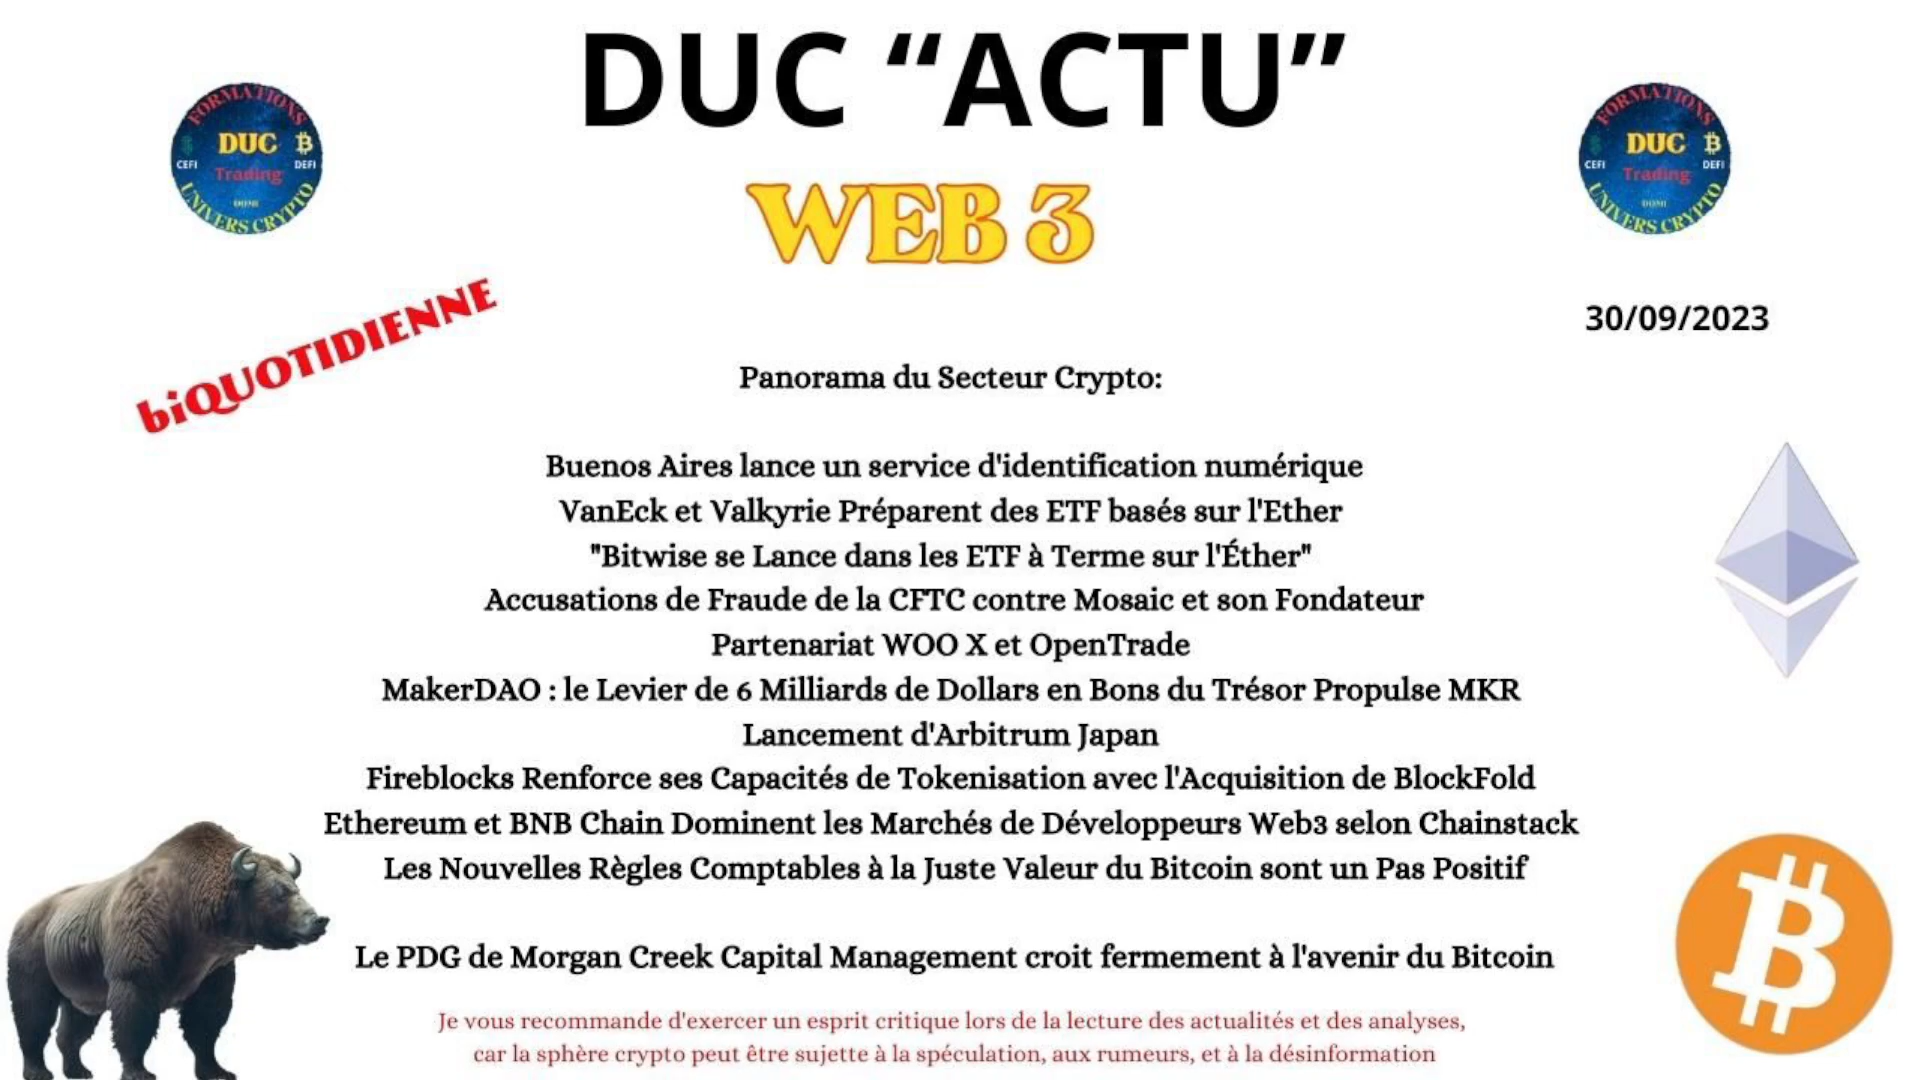 DUC “ACTU”
FORMATIONS
DUC
CEFI
DEFI
Trading
DOMI
UNIVERS CRYPTO
WEB 3
FORMATIONS
DUC
CEFI
DEFI
Trading
DOMI
UNIVERS CRYPTO
biQUOTIDIENNE
30/09/2023
Panorama du Secteur Crypto:
Buenos Aires lance un service d'identification numérique
VanEck et Valkyrie Préparent des ETF basés sur l'Ether
"Bitwise se Lance dans les ETF à Terme sur l'Éther"
Accusations de Fraude de la CFTC contre Mosaic et son Fondateur
Partenariat WOO X et OpenTrade
MakerDAO : le Levier de 6 Milliards de Dollars en Bons du Trésor Propulse MKR
Lancement d'Arbitrum Japan
Fireblocks Renforce ses Capacités de Tokenisation avec l'Acquisition de BlockFold
Ethereum et BNB Chain Dominent les Marchés de Développeurs Web3 selon Chainstack
Les Nouvelles Règles Comptables à la Juste Valeur du Bitcoin sont un Pas Positif
Le PDG de Morgan Creek Capital Management croit fermement à l'avenir du Bitcoin
Je vous recommande d'exercer un esprit critique lors de la lecture des actualités et des analyses,
car la sphère crypto peut être sujette à la spéculation, aux rumeurs, et à la désinformation